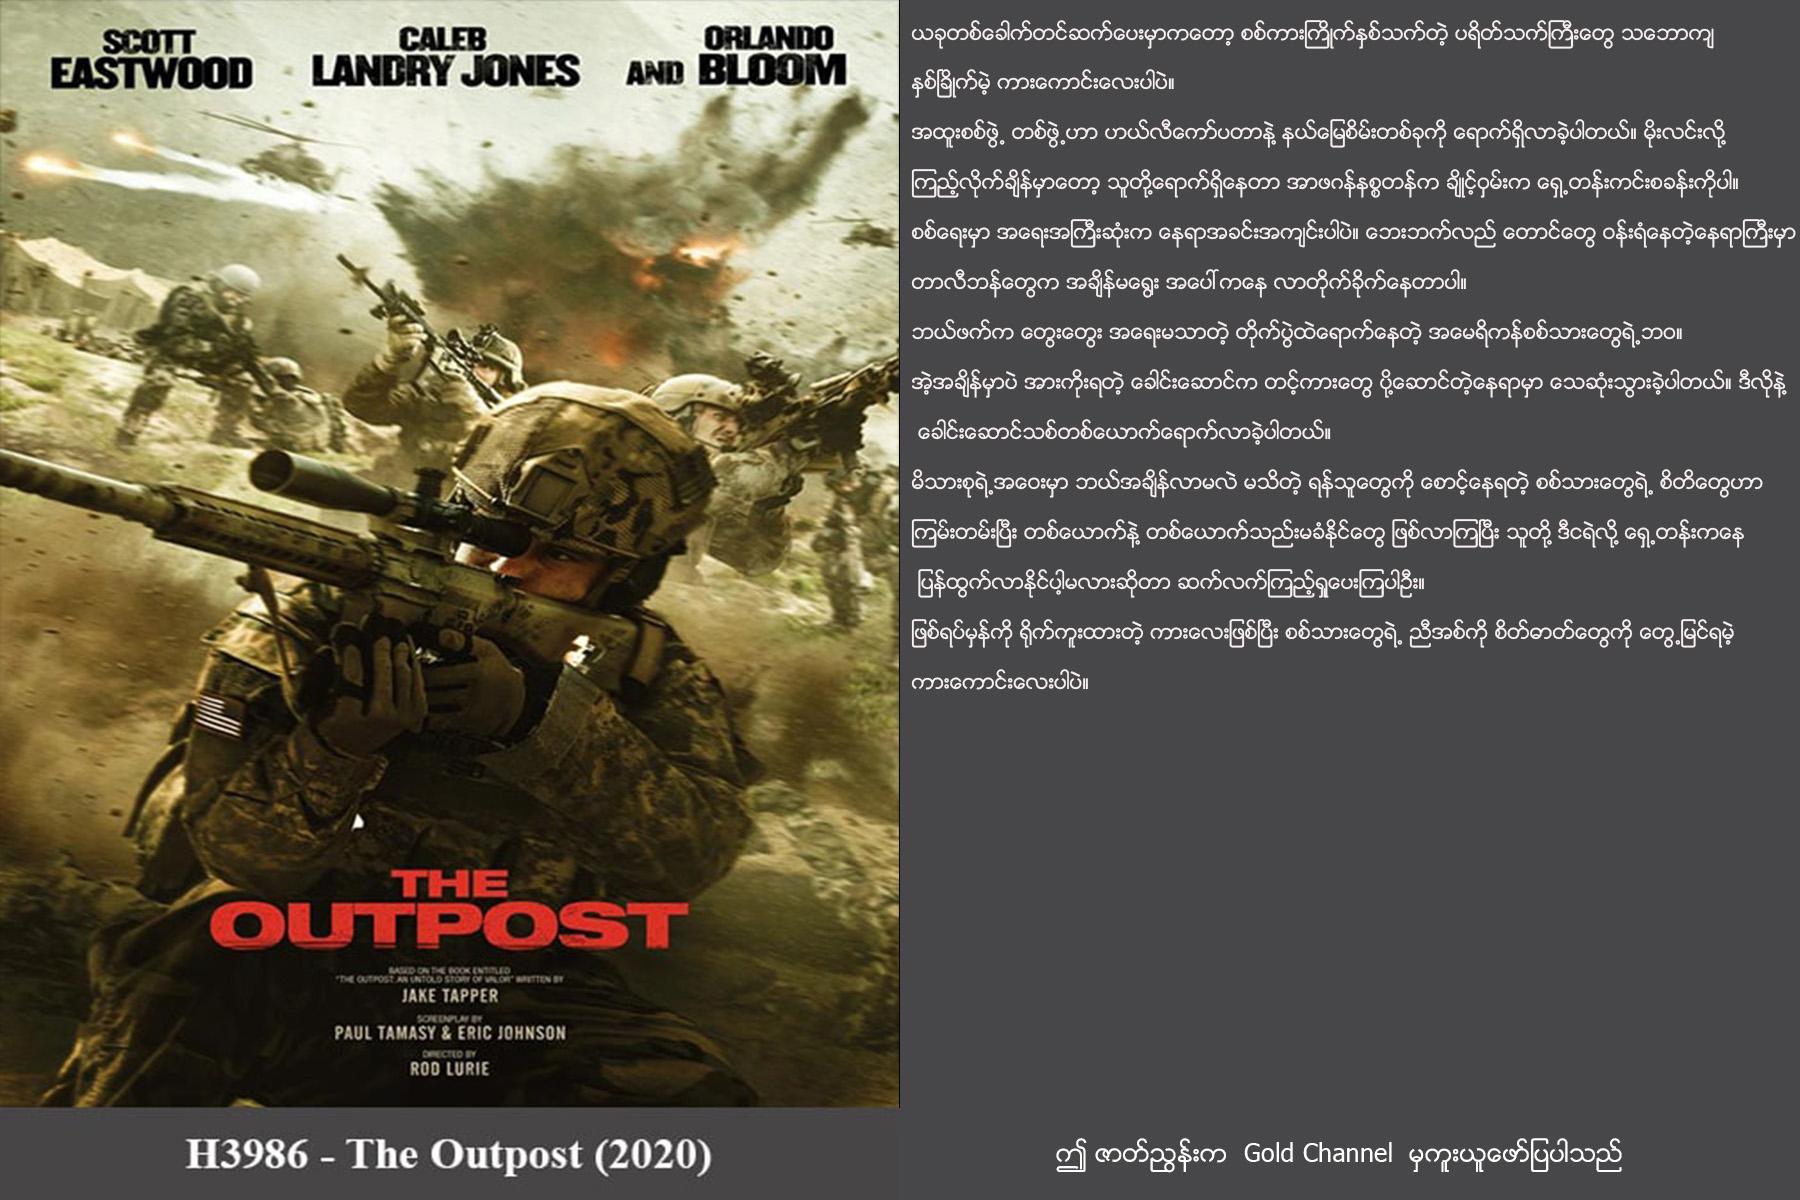 SCOTT
EASTWOOD
CALEB
LANDRY JONES
ORLANDO
AND BLOOM
THE
OUTPOST
BASED ON THE BOOK ENTITLED
"THE OUTPOST: AN UNTOLD STORY OF VALOR" WRITTEN BY
JAKE TAPPER
SCREENPLAY BY
PAUL TAMASY & ERIC JOHNSON
DIRECTED BY
ROD LURIE
H3986 - The Outpost (2020)
ယခုတစ်ခေါက်တင်ဆက်ပေးမှာကတော့ စစ်ကားကြိုက်နှစ်သက်တဲ့ ပရိတ်သက်ကြီးတွေ သဘောကျ
နှစ်ခြိုက်မဲ့ ကားကောင်းလေးပါပဲ။
အထူးစစ်ဖွဲ့ တစ်ဖွဲ့ဟာ ဟယ်လီကော်ပတာနဲ့ နယ်မြေစိမ်းတစ်ခုကို ရောက်ရှိလာခဲ့ပါတယ်။ မိုးလင်းလို့
ကြည့်လိုက်ချိန်မှာတော့ သူတို့ရောက်ရှိနေတာ အာဖဂန်နစ္စတန်က ချိုင့်ဝှမ်းက ရှေ့တန်းကင်းစခန်းကိုပါ။
စစ်ရေးမှာ အရေးအကြီးဆုံးက နေရာအခင်းအကျင်းပါပဲ။ ဘေးဘက်လည် တောင်တွေ ဝန်းရံနေတဲ့နေရာကြီးမှာ
တာလီဘန်တွေက အချိန်မရွေး အပေါ်ကနေ လာတိုက်ခိုက်နေတာပါ။
ဘယ်ဖက်က တွေးတွေး အရေးမသာတဲ့ တိုက်ပွဲထဲရောက်နေတဲ့ အမေရိကန်စစ်သားတွေရဲ့ဘဝ။
အဲ့အချိန်မှာပဲ အားကိုးရတဲ့ ခေါင်းဆောင်က တင့်ကားတွေ ပို့ဆောင်တဲ့နေရာမှာ သေဆုံးသွားခဲ့ပါတယ်။ ဒီလိုနဲ့
ခေါင်းဆောင်သစ်တစ်ယောက်ရောက်လာခဲ့ပါတယ်။
မိသားစုရဲ့အဝေးမှာ ဘယ်အချိန်လာမလဲ မသိတဲ့ ရန်သူတွေကို စောင့်နေရတဲ့ စစ်သားတွေရဲ့ စိတိတွေဟာ
ကြမ်းတမ်းပြီး တစ်ယောက်နဲ့ တစ်ယောက်သည်းမခံနိုင်တွေ ဖြစ်လာကြပြီး သူတို့ ဒီငရဲလို့ ရှေ့တန်းကနေ
ပြန်ထွက်လာနိုင်ပါ့မလားဆိုတာ ဆက်လက်ကြည့်ရှုပေးကြပါဦး။
ဖြစ်ရပ်မှန်ကို ရိုက်ကူးထားတဲ့ ကားလေးဖြစ်ပြီး စစ်သားတွေရဲ့ ညီအစ်ကို စိတ်ဓာတ်တွေကို တွေ့မြင်ရမဲ့
ကားကောင်းလေးပါပဲ။
ဤ ဇာတ်ညွှန်းက Gold Channel မှကူးယူဖော်ပြပါသည်